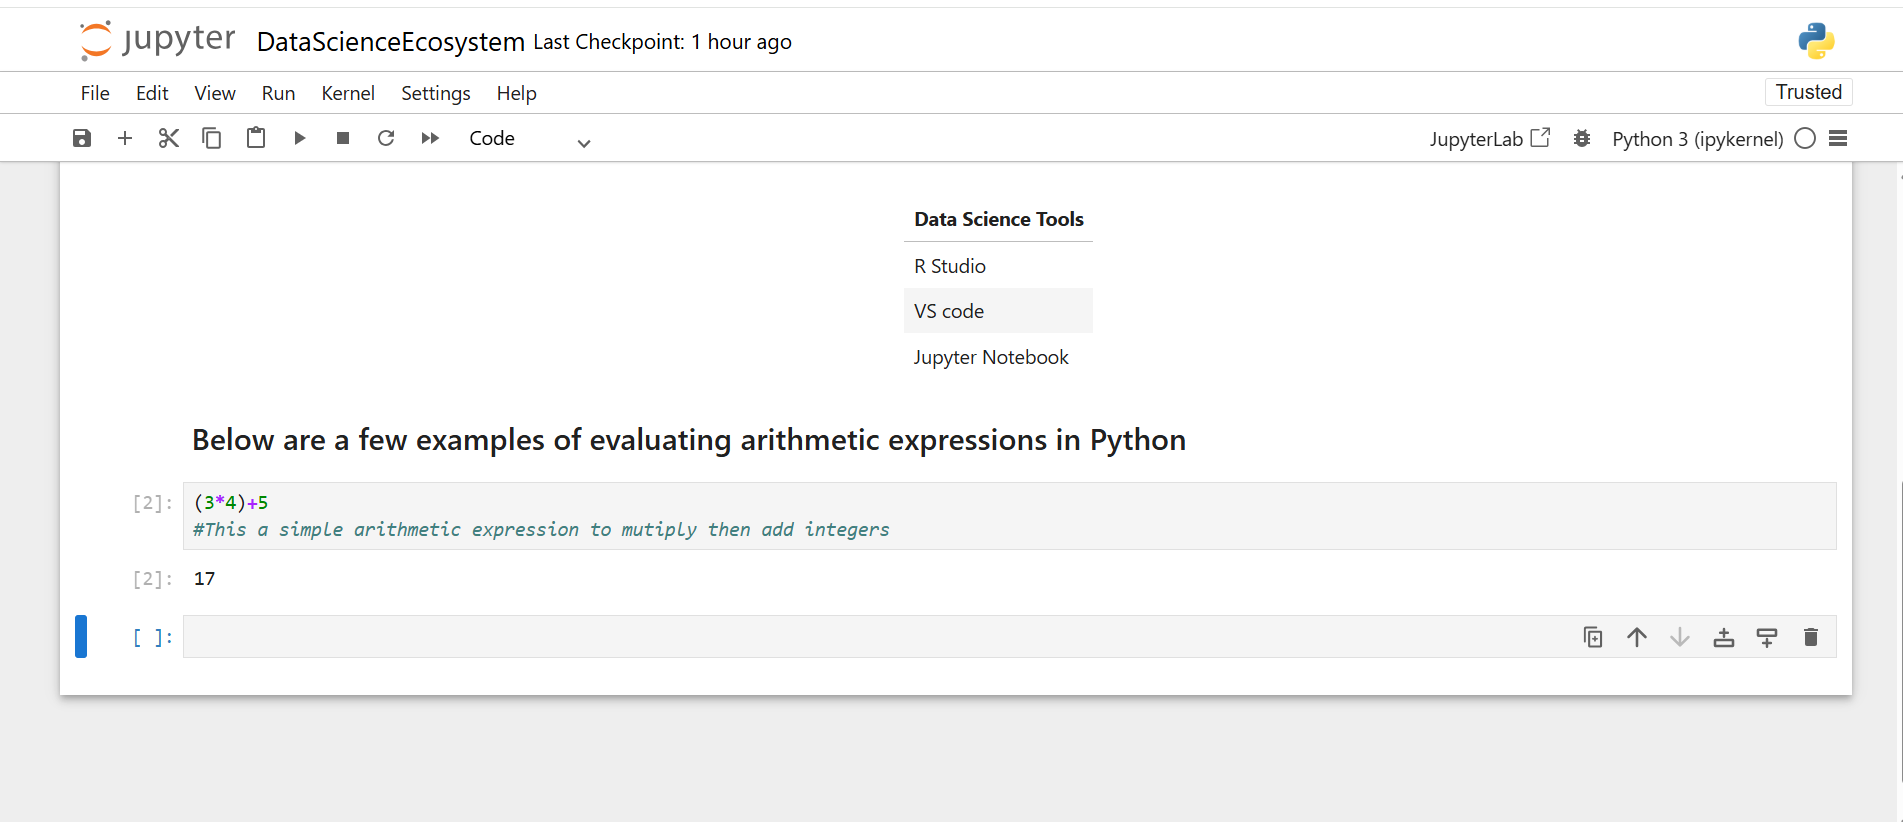 jupyter DataScienceEcosystem Last Checkpoint: 1 hour ago
File Edit View Run Kernel Settings Help Trusted
Code JupyterLab Python 3 (ipykernel)
Data Science Tools
R Studio
VS code
Jupyter Notebook
Below are a few examples of evaluating arithmetic expressions in Python
[2]: (3*4)+5
#This a simple arithmetic expression to mutiply then add integers
[2]: 17
[ ]: